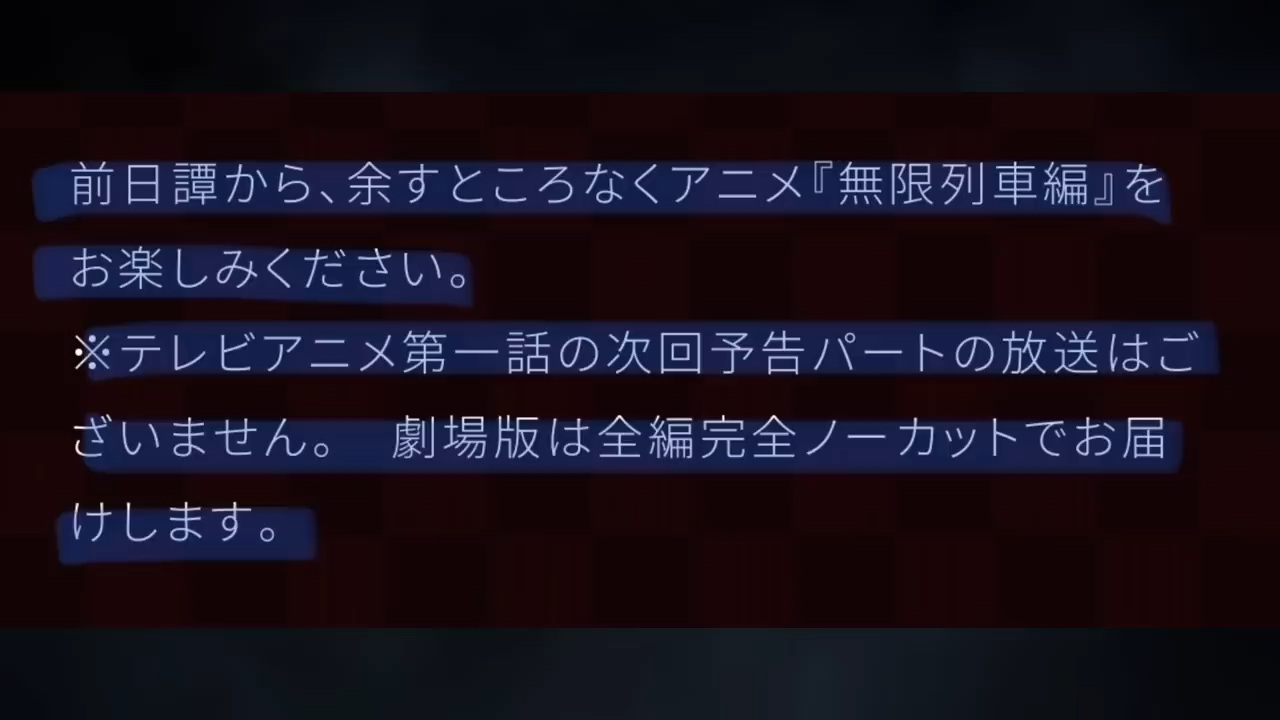 前日譚から、余すところなくアニメ『無限列車編』を
お楽しみください。
※テレビアニメ第一話の次回予告パートの放送はご
ざいません。　劇場版は全編完全ノーカットでお届
けします。